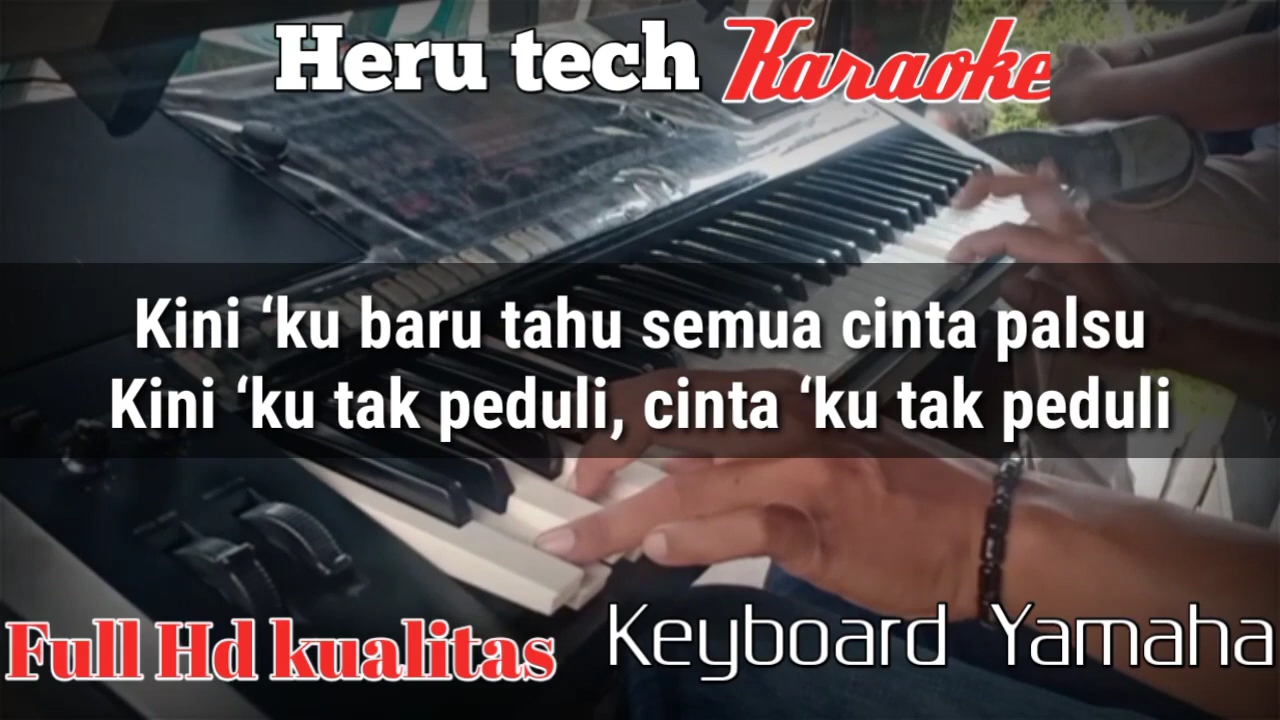 Heru tech Karaoke
Kini ‘ku baru tahu semua cinta palsu
Kini ‘ku tak peduli, cinta ‘ku tak peduli
Full Hd kualitas
Keyboard Yamaha